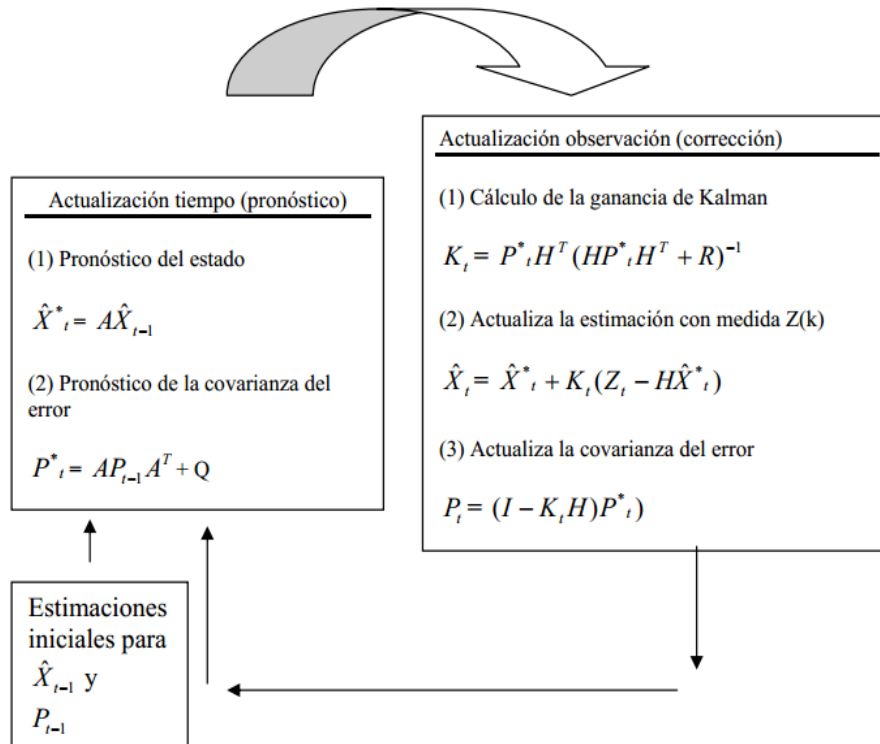 Actualización tiempo (pronóstico)
(1) Pronóstico del estado
X̂*ₜ = AX̂ₜ₋₁
(2) Pronóstico de la covarianza del
error
P*ₜ = APₜ₋₁Aᵀ + Q
Actualización observación (corrección)
(1) Cálculo de la ganancia de Kalman
Kₜ = P*ₜHᵀ(HP*ₜHᵀ + R)⁻¹
(2) Actualiza la estimación con medida Z(k)
X̂ₜ = X̂*ₜ + Kₜ(Zₜ − HX̂*ₜ)
(3) Actualiza la covarianza del error
Pₜ = (I − KₜH)P*ₜ)
Estimaciones
iniciales para
X̂ₜ₋₁ y
Pₜ₋₁